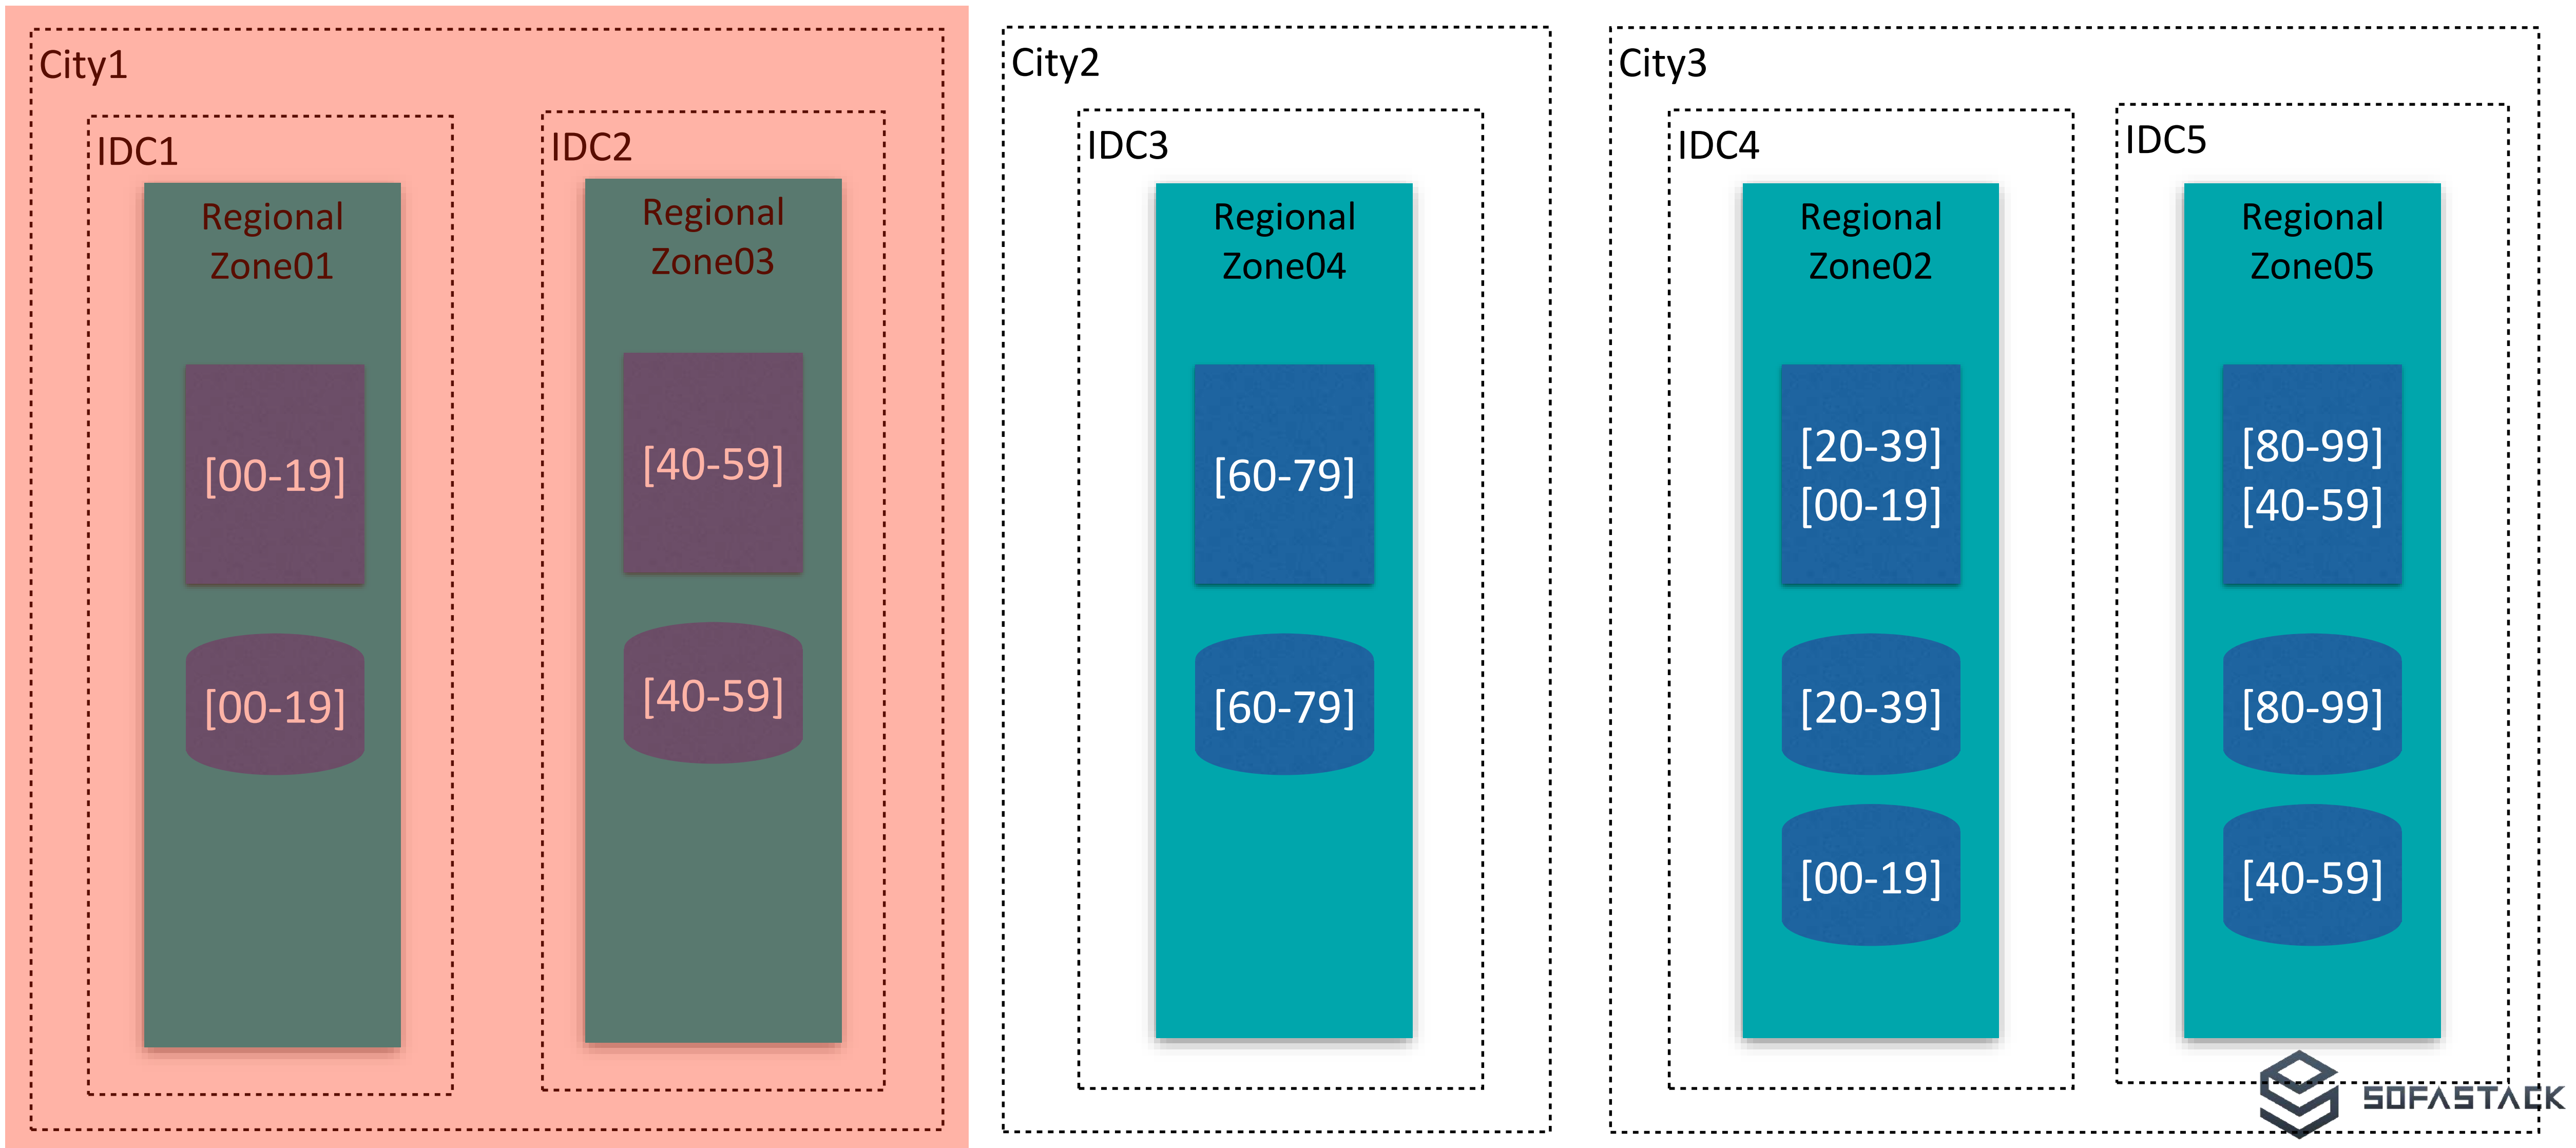 City1
IDC1
Regional
Zone01
[00-19]
[00-19]
IDC2
Regional
Zone03
[40-59]
[40-59]
City2
IDC3
Regional
Zone04
[60-79]
[60-79]
City3
IDC4
Regional
Zone02
[20-39]
[00-19]
[20-39]
[00-19]
IDC5
Regional
Zone05
[80-99]
[40-59]
[80-99]
[40-59]
SOFASTACK